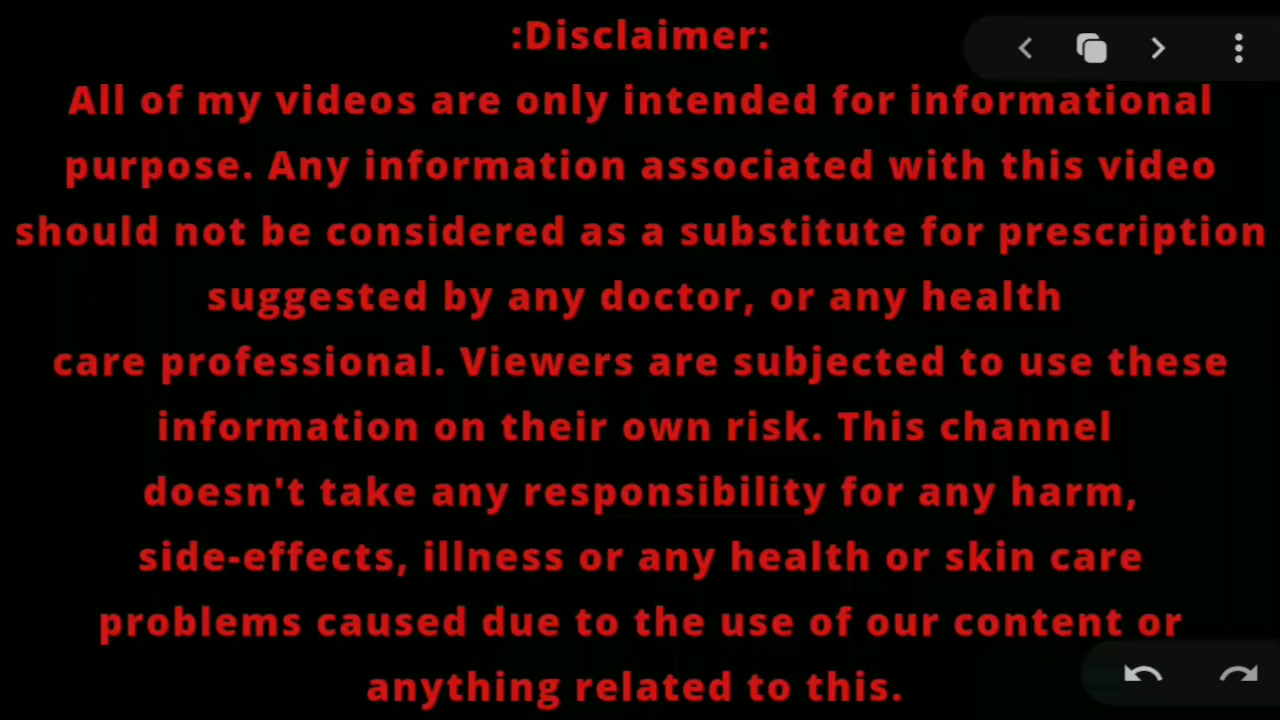 :Disclaimer:
All of my videos are only intended for informational
purpose. Any information associated with this video
should not be considered as a substitute for prescription
suggested by any doctor, or any health
care professional. Viewers are subjected to use these
information on their own risk. This channel
doesn't take any responsibility for any harm,
side-effects, illness or any health or skin care
problems caused due to the use of our content or
anything related to this.